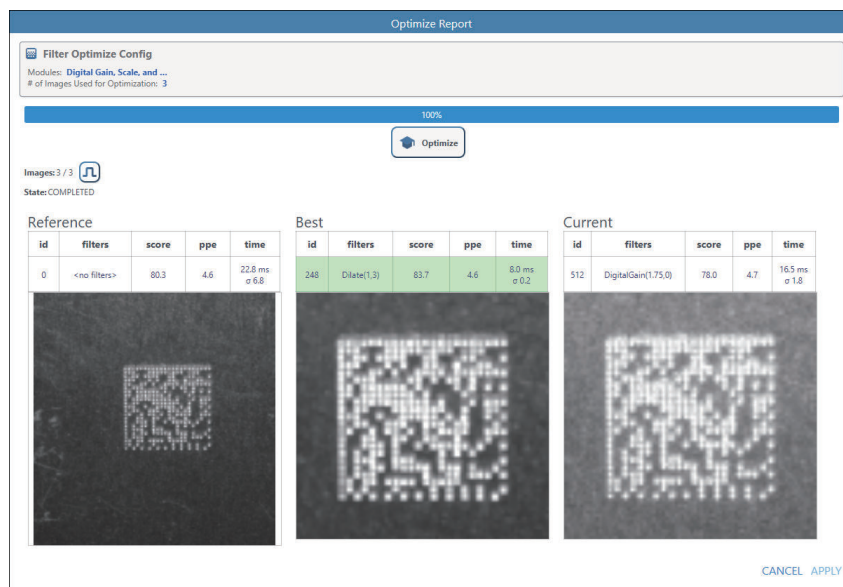 Optimize Report
Filter Optimize Config
Modules: Digital Gain, Scale, and ...
# of Images Used for Optimization: 3
100%
Optimize
Images: 3 / 3
State: COMPLETED
Reference
id filters score ppe time
0 <no filters> 80.3 4.6 22.8 ms
σ 6.8
Best
id filters score ppe time
248 Dilate(1,3) 83.7 4.6 8.0 ms
σ 0.2
Current
id filters score ppe time
512 DigitalGain(1.75,0) 78.0 4.7 16.5 ms
σ 1.8
CANCEL APPLY